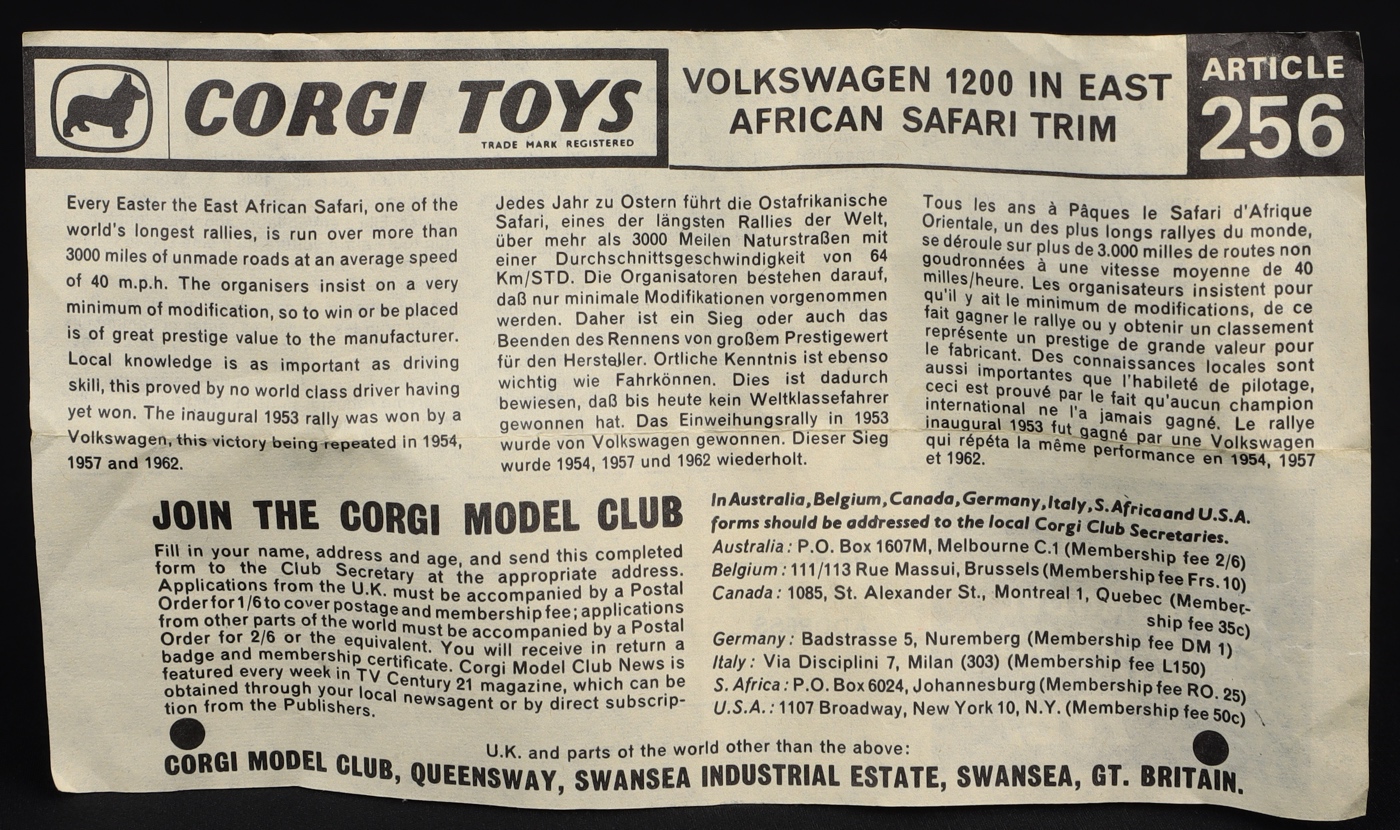 CORGI TOYS
TRADE MARK REGISTERED
VOLKSWAGEN 1200 IN EAST
AFRICAN SAFARI TRIM
ARTICLE
256
Every Easter the East African Safari, one of the
world's longest rallies, is run over more than
3000 miles of unmade roads at an average speed
of 40 m.p.h. The organisers insist on a very
minimum of modification, so to win or be placed
is of great prestige value to the manufacturer.
Local knowledge is as important as driving
skill, this proved by no world class driver having
yet won. The inaugural 1953 rally was won by a
Volkswagen, this victory being repeated in 1954,
1957 and 1962.
Jedes Jahr zu Ostern führt die Ostafrikanische
Safari, eines der längsten Rallies der Welt,
über mehr als 3000 Meilen Naturstraßen mit
einer Durchschnittsgeschwindigkeit von 64
Km/STD. Die Organisatoren bestehen darauf,
daß nur minimale Modifikationen vorgenommen
werden. Daher ist ein Sieg oder auch das
Beenden des Rennens von großem Prestigewert
für den Hersteller. Ortliche Kenntnis ist ebenso
wichtig wie Fahrkönnen. Dies ist dadurch
bewiesen, daß bis heute kein Weltklassefahrer
gewonnen hat. Das Einweihungsrally in 1953
wurde von Volkswagen gewonnen. Dieser Sieg
wurde 1954, 1957 und 1962 wiederholt.
Tous les ans à Pâques le Safari d'Afrique
Orientale, un des plus longs rallyes du monde,
se déroule sur plus de 3.000 milles de routes non
goudronnées à une vitesse moyenne de 40
milles/heure. Les organisateurs insistent pour
qu'il y ait le minimum de modifications, de ce
fait gagner le rallye ou y obtenir un classement
représente un prestige de grande valeur pour
le fabricant. Des connaissances locales sont
aussi importantes que l'habileté de pilotage,
ceci est prouvé par le fait qu'aucun champion
international ne l'a jamais gagné. Le rallye
inaugural 1953 fut gagné par une Volkswagen
qui répéta la même performance en 1954, 1957
et 1962.
JOIN THE CORGI MODEL CLUB
Fill in your name, address and age, and send this completed
form to the Club Secretary at the appropriate address.
Applications from the U.K. must be accompanied by a Postal
Order for 1/6 to cover postage and membership fee; applications
from other parts of the world must be accompanied by a Postal
Order for 2/6 or the equivalent. You will receive in return a
badge and membership certificate. Corgi Model Club News is
featured every week in TV Century 21 magazine, which can be
obtained through your local newsagent or by direct subscrip-
tion from the Publishers.
In Australia, Belgium, Canada, Germany, Italy, S. Africa and U.S.A.
forms should be addressed to the local Corgi Club Secretaries.
Australia: P.O. Box 1607M, Melbourne C.1 (Membership fee 2/6)
Belgium: 111/113 Rue Massui, Brussels (Membership fee Frs. 10)
Canada: 1085, St. Alexander St., Montreal 1, Quebec (Member-
ship fee 35c)
Germany: Badstrasse 5, Nuremberg (Membership fee DM 1)
Italy: Via Disciplini 7, Milan (303) (Membership fee L150)
S. Africa: P.O. Box 6024, Johannesburg (Membership fee RO. 25)
U.S.A.: 1107 Broadway, New York 10, N.Y. (Membership fee 50c)
U.K. and parts of the world other than the above:
CORGI MODEL CLUB, QUEENSWAY, SWANSEA INDUSTRIAL ESTATE, SWANSEA, GT. BRITAIN.